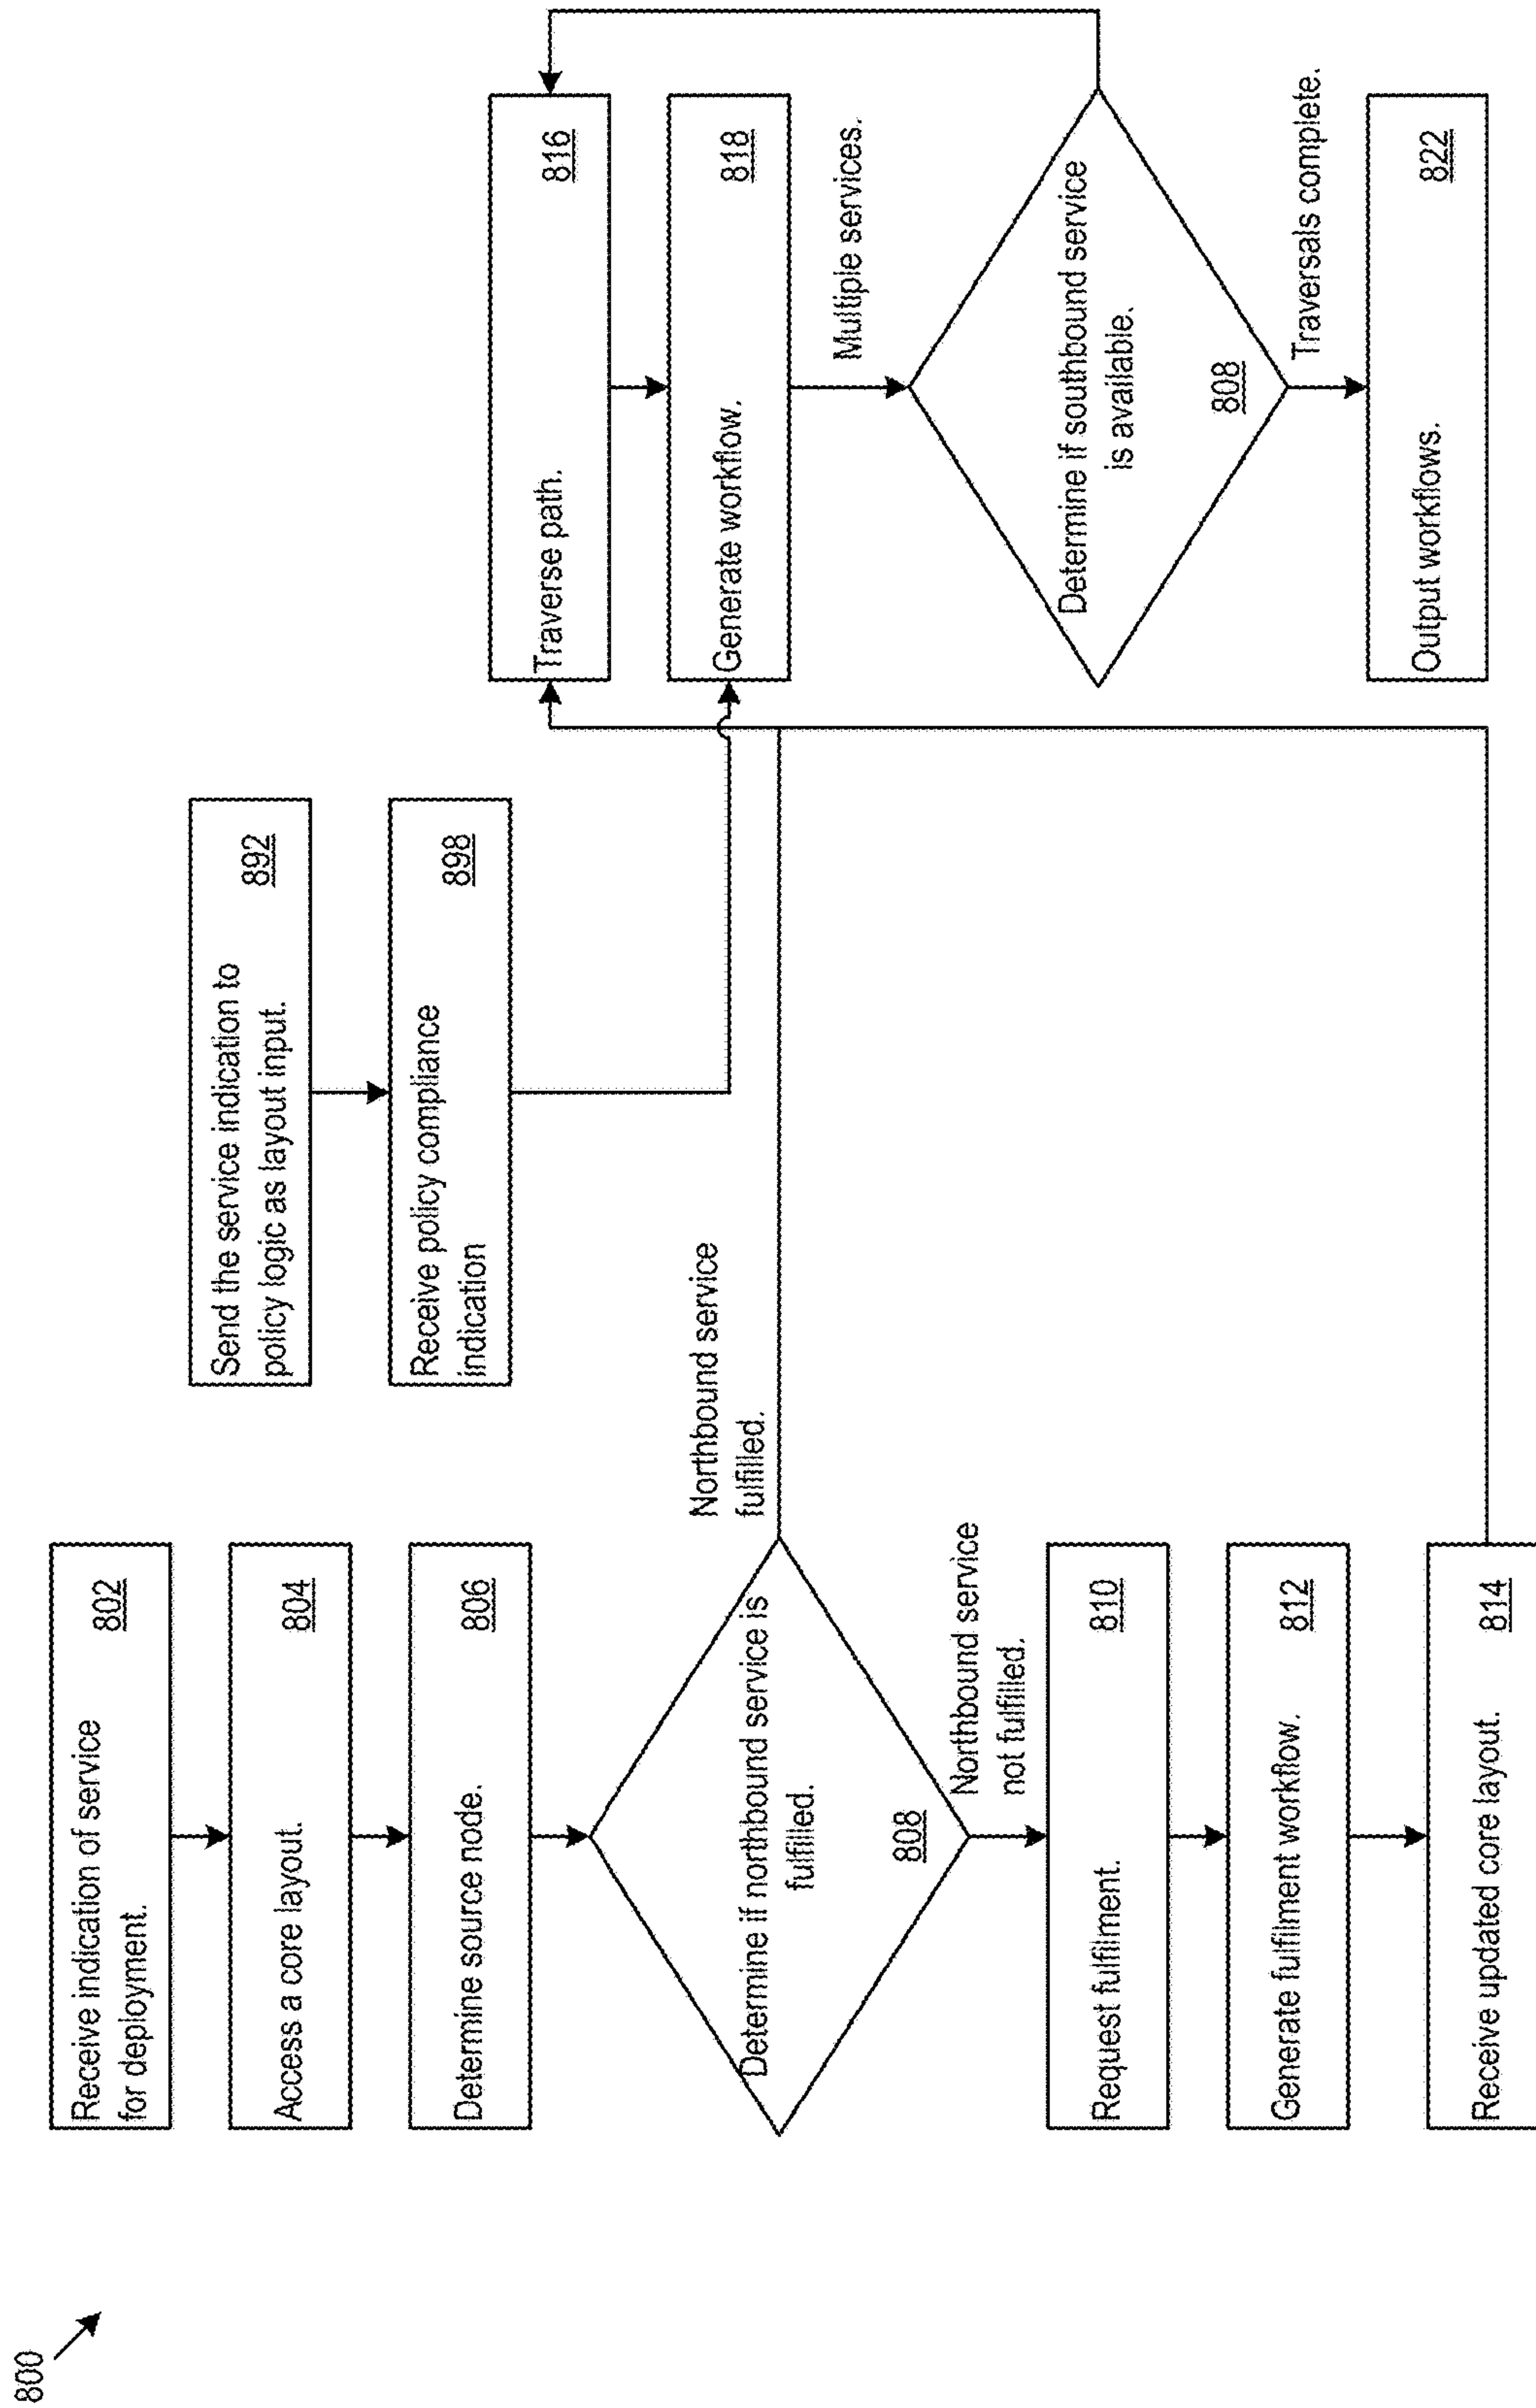 800
Receive indication of service
for deployment.
802
Access a core layout.
804
Determine source node.
806
Determine if northbound service is
fulfilled.
808
Northbound service
fulfilled.
Northbound service
not fulfilled.
Request fulfilment.
810
Generate fulfilment workflow.
812
Receive updated core layout.
814
Send the service indication to
policy logic as layout input.
892
Receive policy compliance
indication
898
Traverse path.
816
Generate workflow.
818
Multiple services.
Determine if southbound service
is available.
808
Traversals complete.
Output workflows.
822